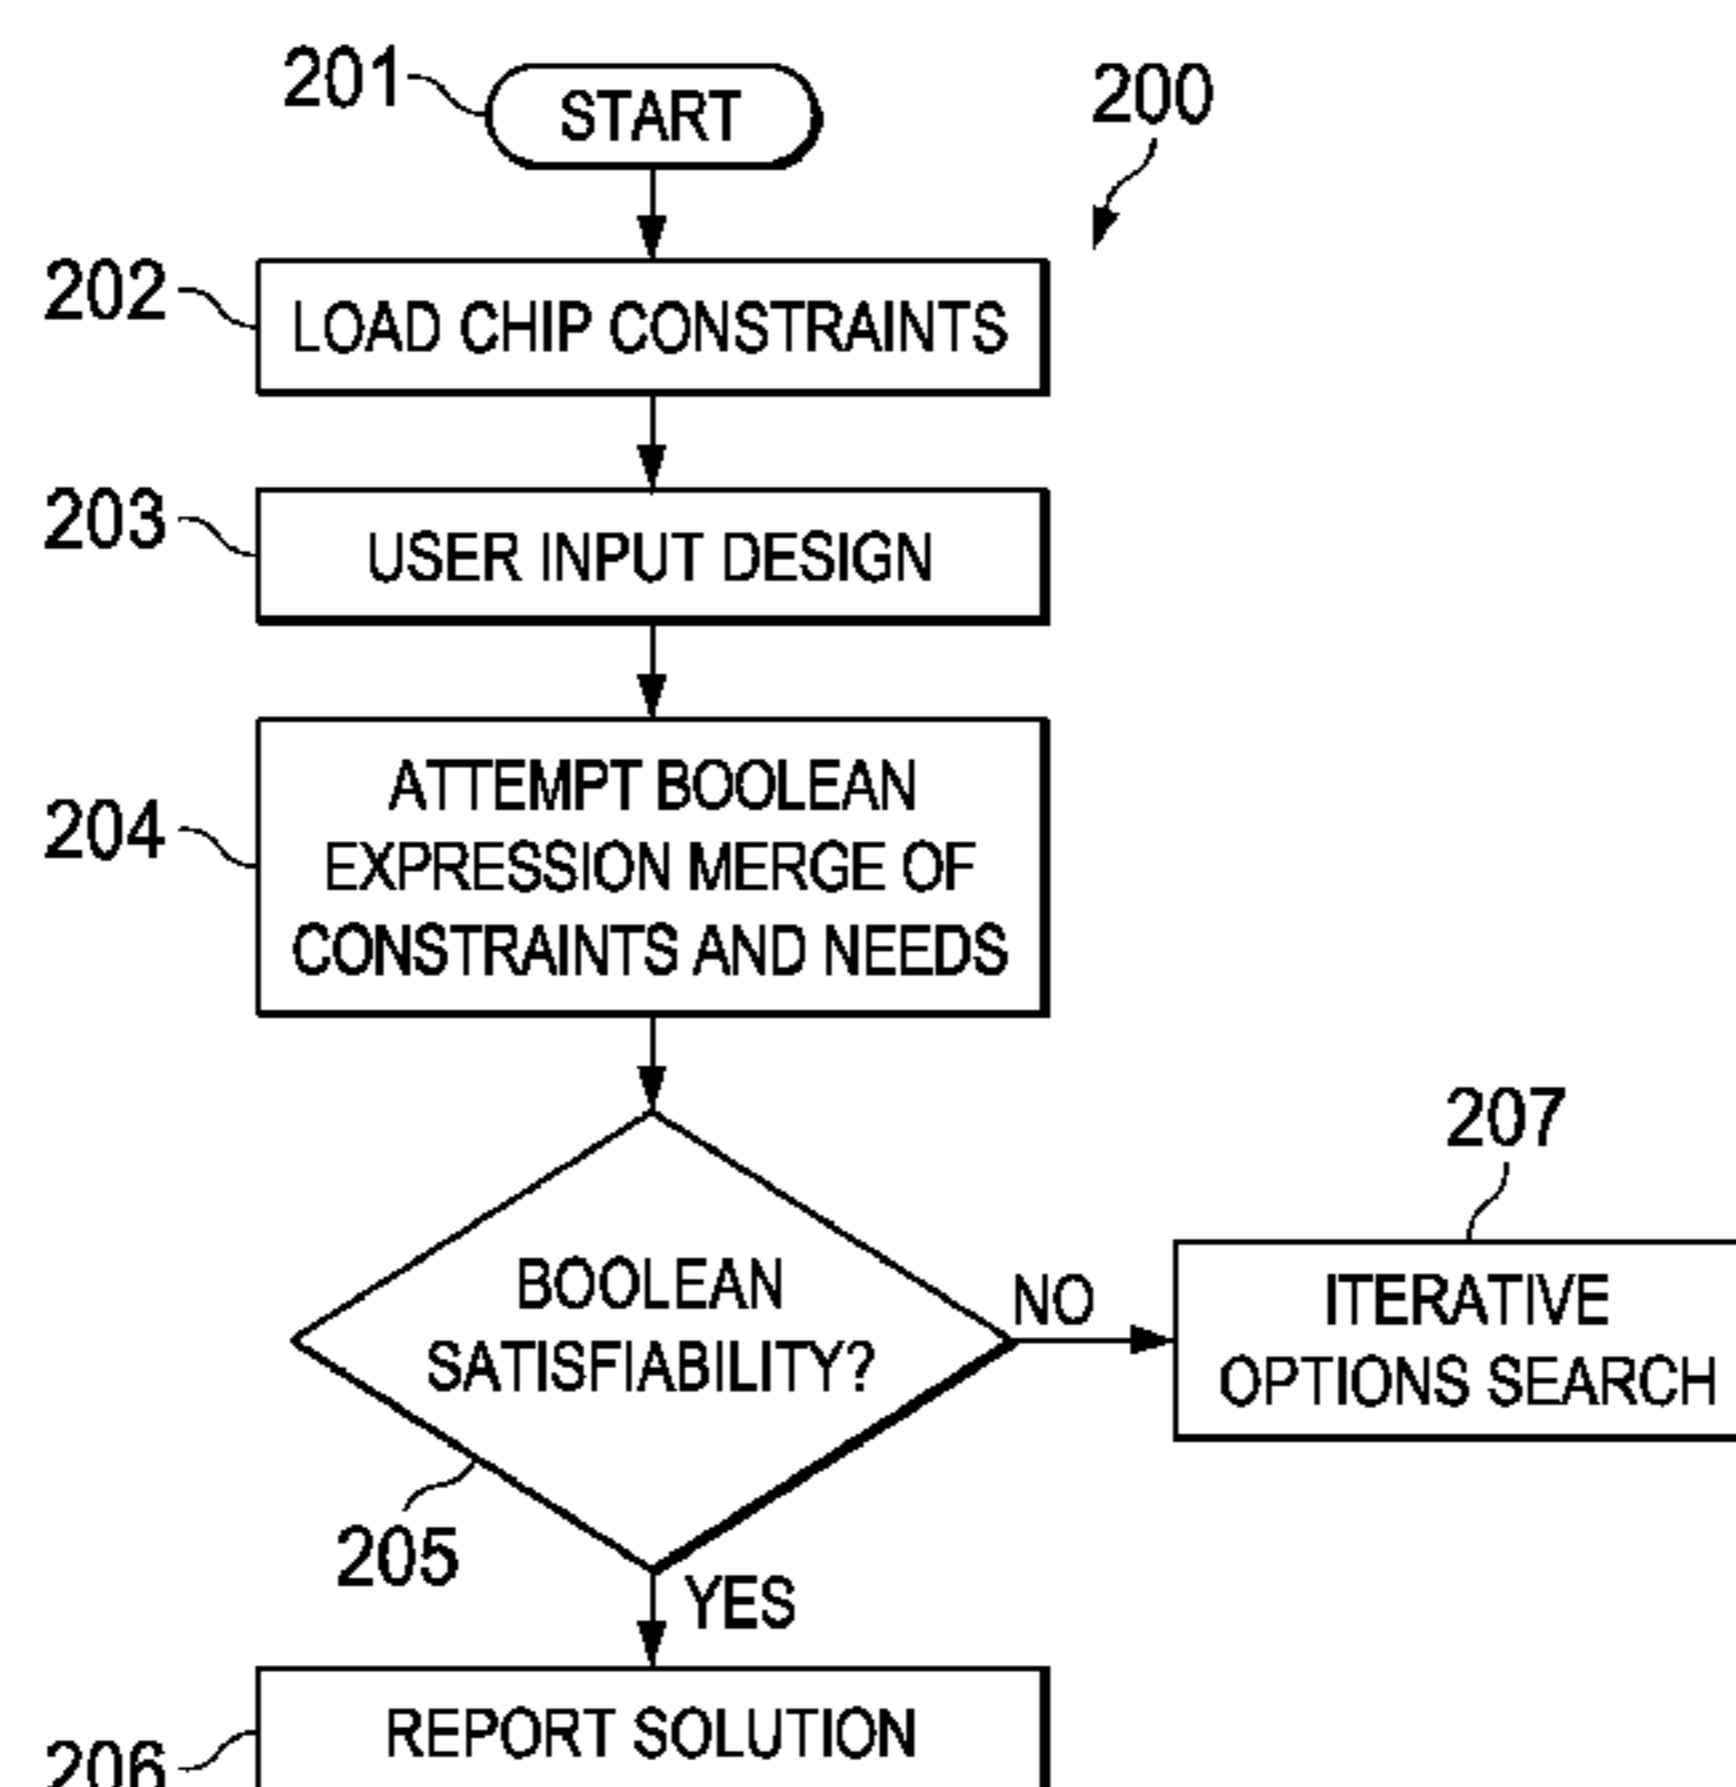 201
START
200
202
LOAD CHIP CONSTRAINTS
203
USER INPUT DESIGN
204
ATTEMPT BOOLEAN
EXPRESSION MERGE OF
CONSTRAINTS AND NEEDS
207
BOOLEAN
SATISFIABILITY?
NO
ITERATIVE
OPTIONS SEARCH
205
YES
206
REPORT SOLUTION